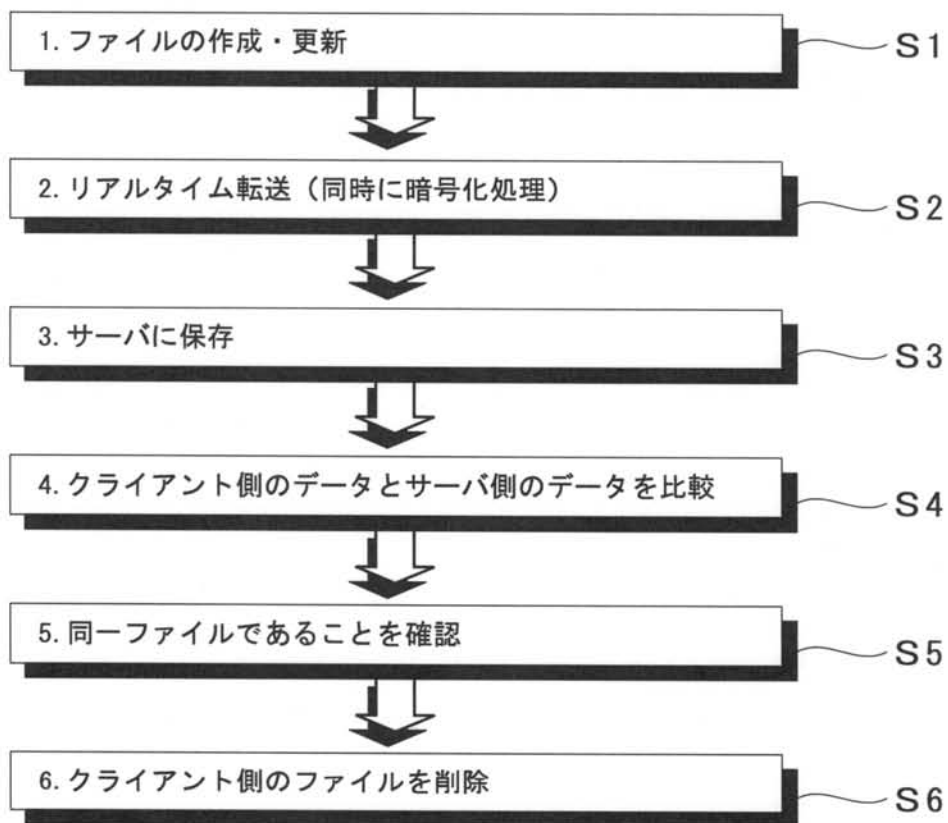 1. ファイルの作成・更新
S1
2. リアルタイム転送（同時に暗号化処理）
S2
3. サーバに保存
S3
4. クライアント側のデータとサーバ側のデータを比較
S4
5. 同一ファイルであることを確認
S5
6. クライアント側のファイルを削除
S6